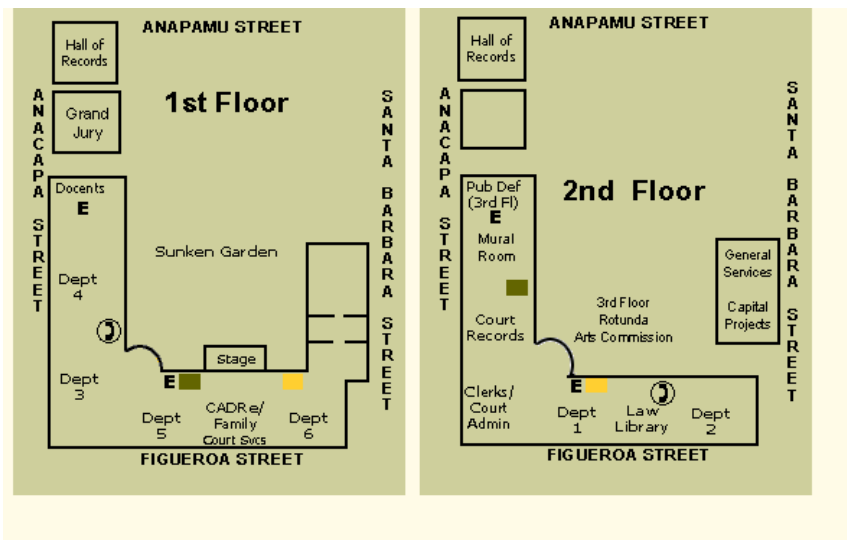 ANAPAMU STREET
Hall of
Records
1st Floor
ANACAPA STREET
Grand
Jury
SANTA BARBARA STREET
Docents
E
Sunken Garden
Dept
4
Stage
Dept
3
E
Dept
5
CADRe/
Family
Court Svcs
Dept
6
FIGUEROA STREET
ANAPAMU STREET
Hall of
Records
ANACAPA STREET
SANTA BARBARA STREET
2nd Floor
Pub Def
(3rd Fl)
E
Mural
Room
General
Services
Capital
Projects
3rd Floor
Rotunda
Arts Commission
Court
Records
E
Clerks/
Court
Admin
Dept
1
Law
Library
Dept
2
FIGUEROA STREET